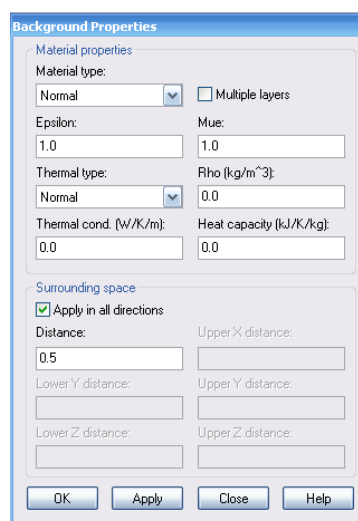 Background Properties
Material properties
Material type:
Normal
Multiple layers
Epsilon:
Mue:
1.0
1.0
Thermal type:
Rho (kg/m^3):
Normal
0.0
Thermal cond. (W/K/m):
Heat capacity (kJ/K/kg):
0.0
0.0
Surrounding space
Apply in all directions
Distance:
Upper X distance:
0.5
Lower Y distance:
Upper Y distance:
Lower Z distance:
Upper Z distance:
OK
Apply
Close
Help